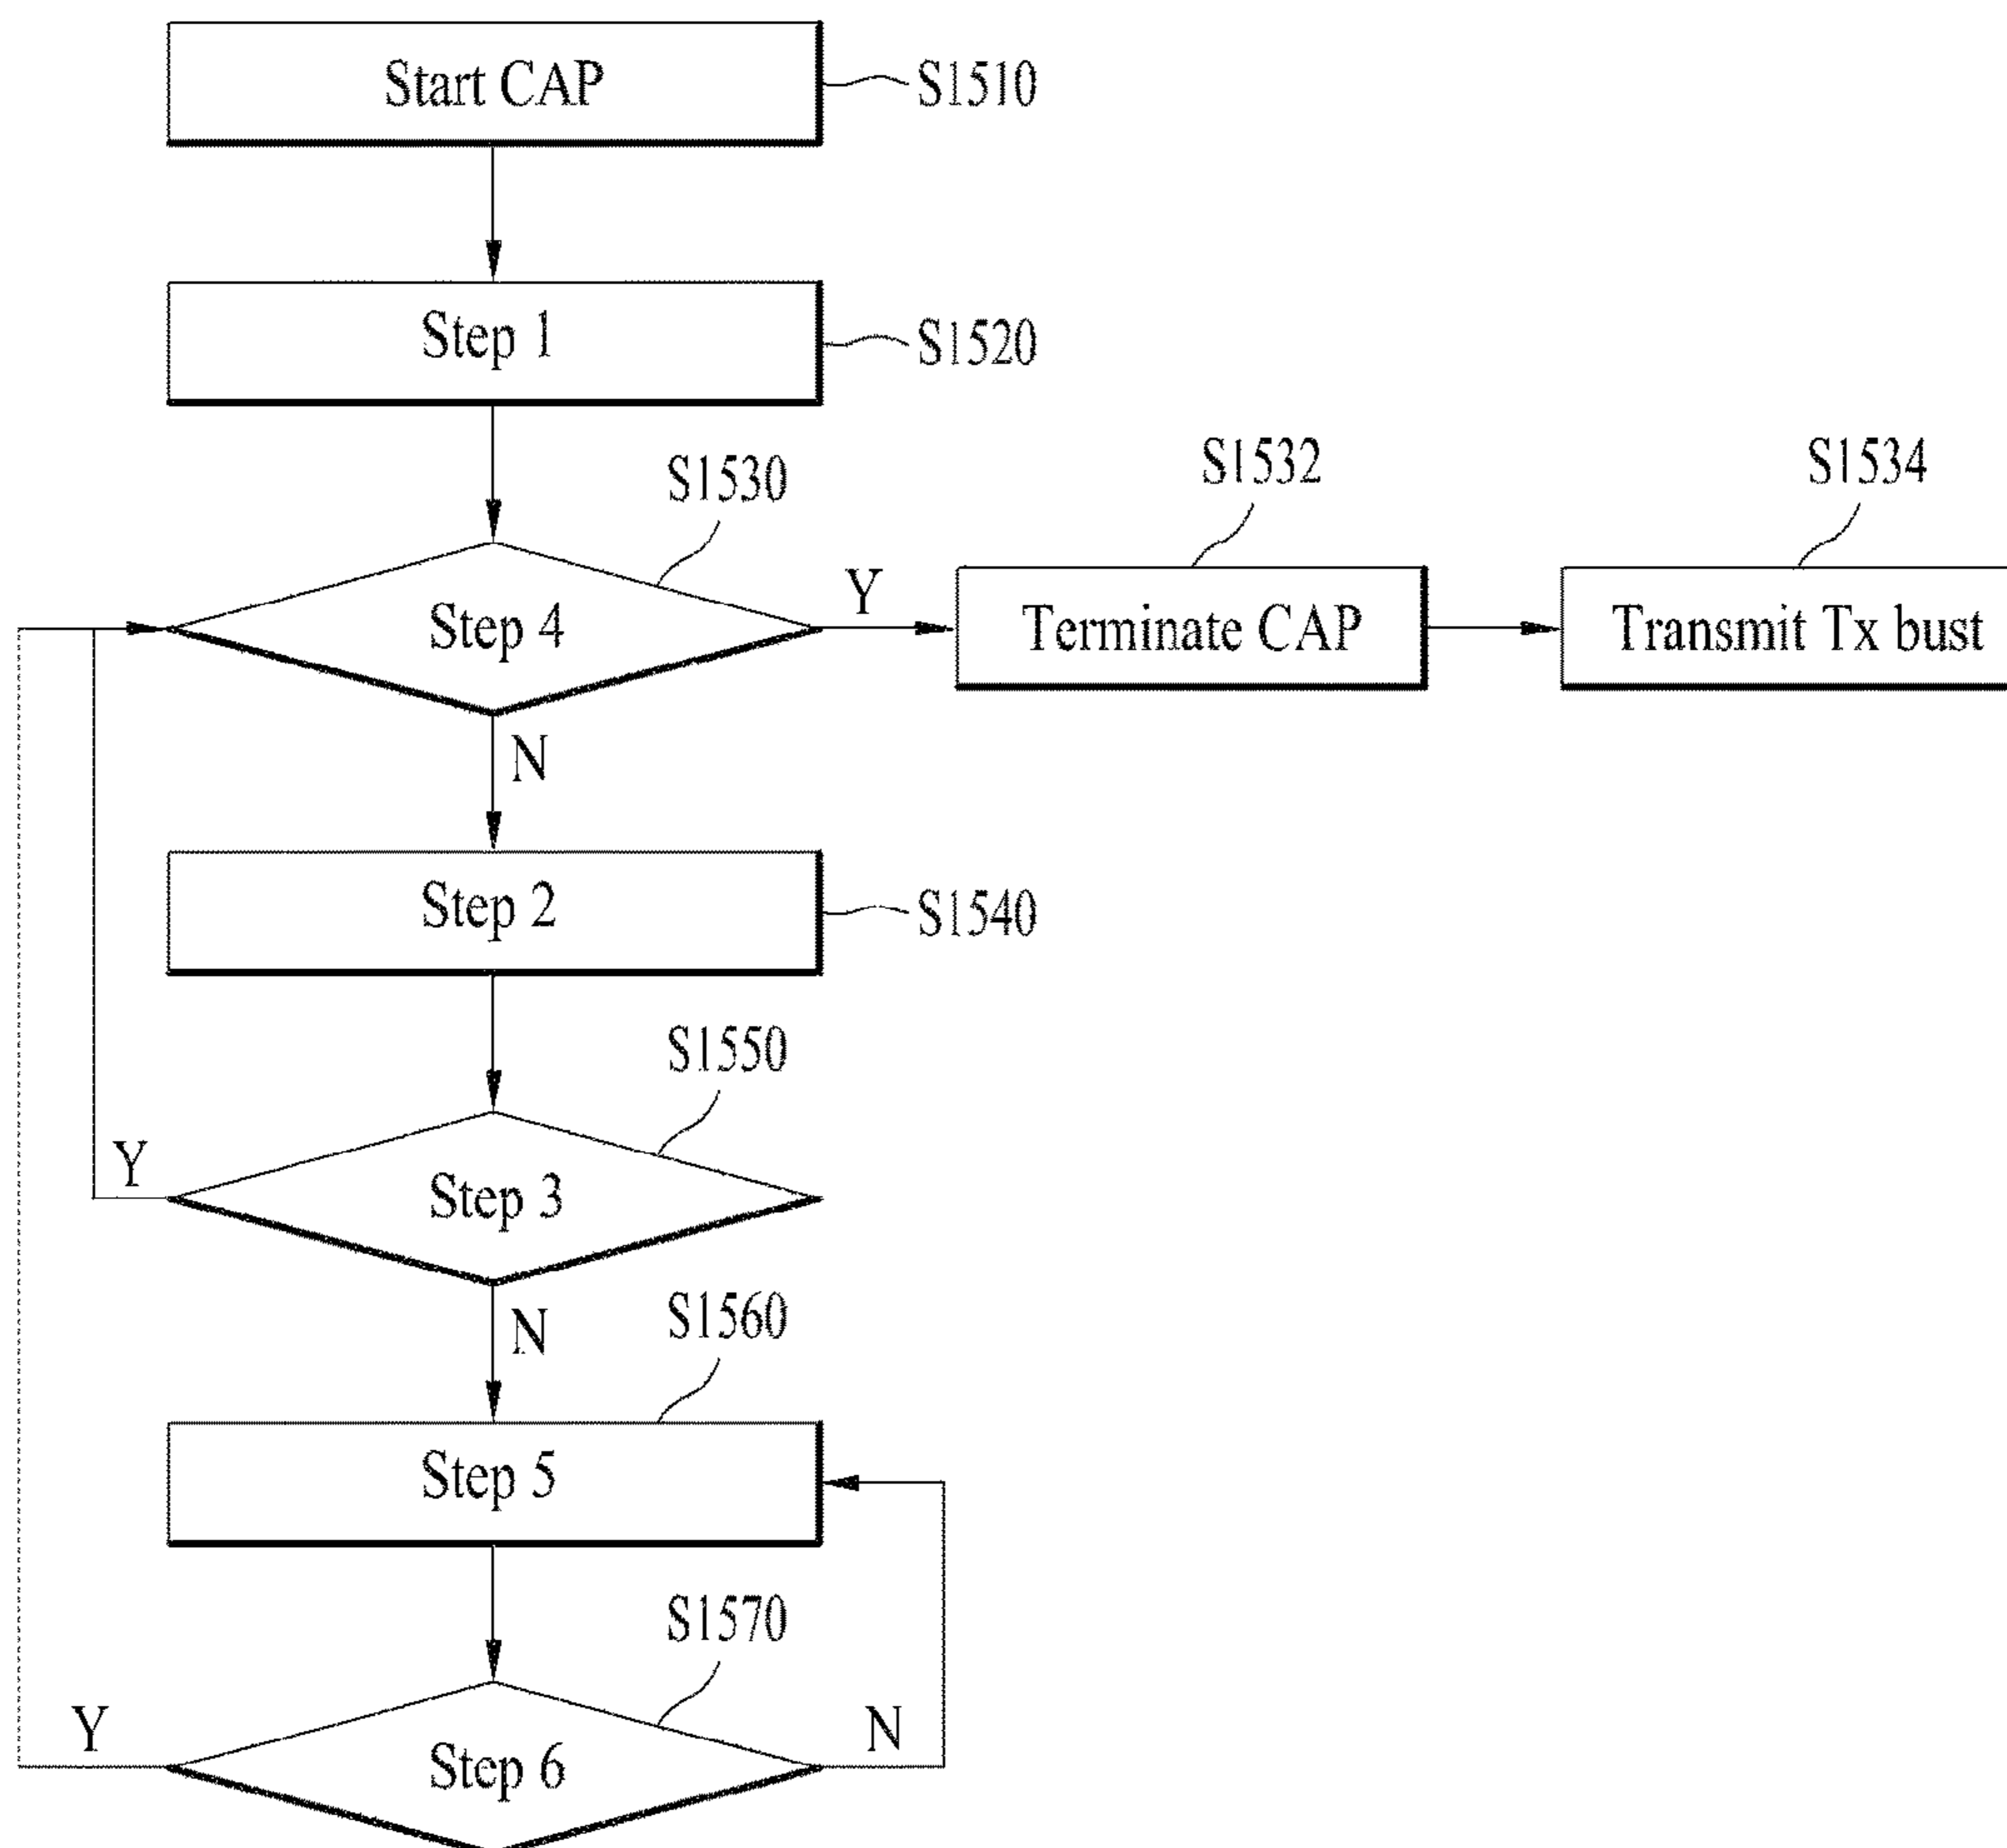 Start CAP
S1510
Step 1
S1520
S1530
S1532
S1534
Step 4
Y
Terminate CAP
Transmit Tx bust
N
Step 2
S1540
S1550
Y
Step 3
N
S1560
Step 5
S1570
Y
Step 6
N